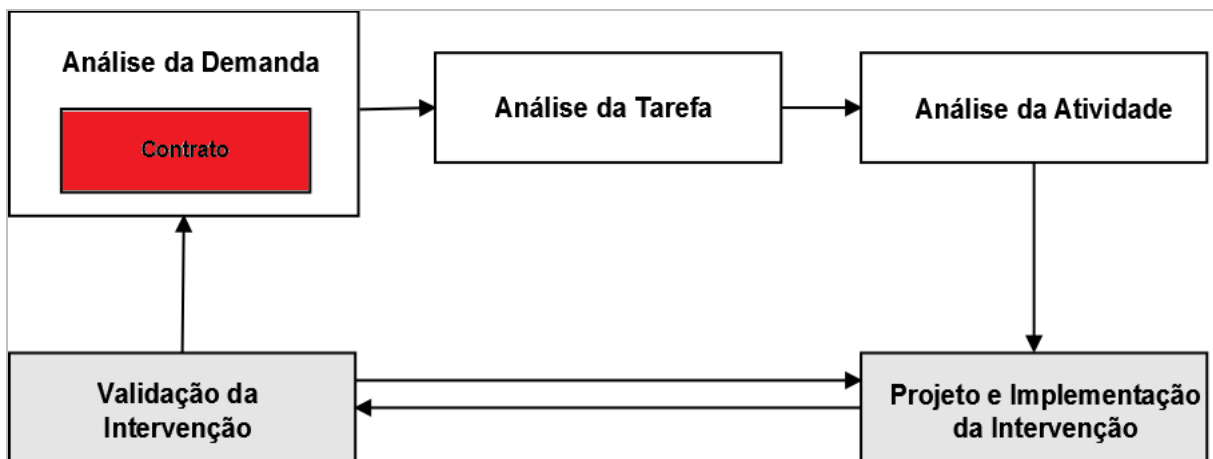 Análise da Demanda
Contrato
Análise da Tarefa
Análise da Atividade
Validação da
Intervenção
Projeto e Implementação
da Intervenção